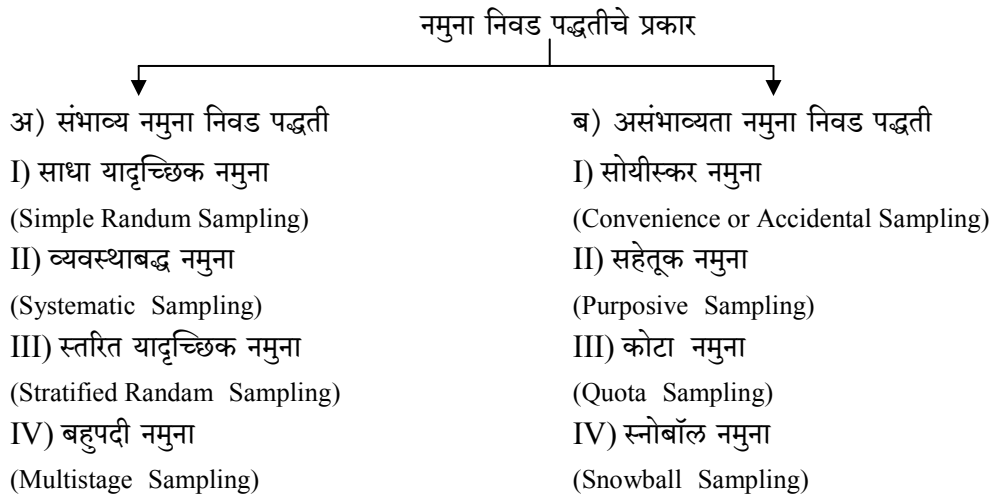 नमुना निवड पद्धतीचे प्रकार
अ) संभाव्य नमुना निवड पद्धती
I) साधा यादृच्छिक नमुना
(Simple Randum Sampling)
II) व्यवस्थाबद्ध नमुना
(Systematic Sampling)
III) स्तरित यादृच्छिक नमुना
(Stratified Randam Sampling)
IV) बहुपदी नमुना
(Multistage Sampling)
ब) असंभाव्यता नमुना निवड पद्धती
I) सोयीस्कर नमुना
(Convenience or Accidental Sampling)
II) सहेतूक नमुना
(Purposive Sampling)
III) कोटा नमुना
(Quota Sampling)
IV) स्नोबॉल नमुना
(Snowball Sampling)